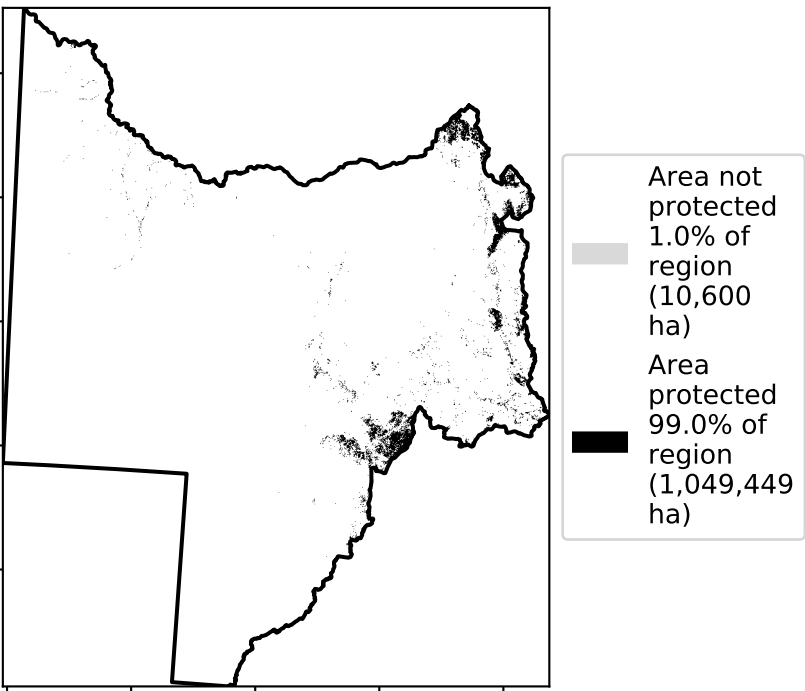 Area not
protected
1.0% of
region
(10,600
ha)
Area
protected
99.0% of
region
(1,049,449
ha)